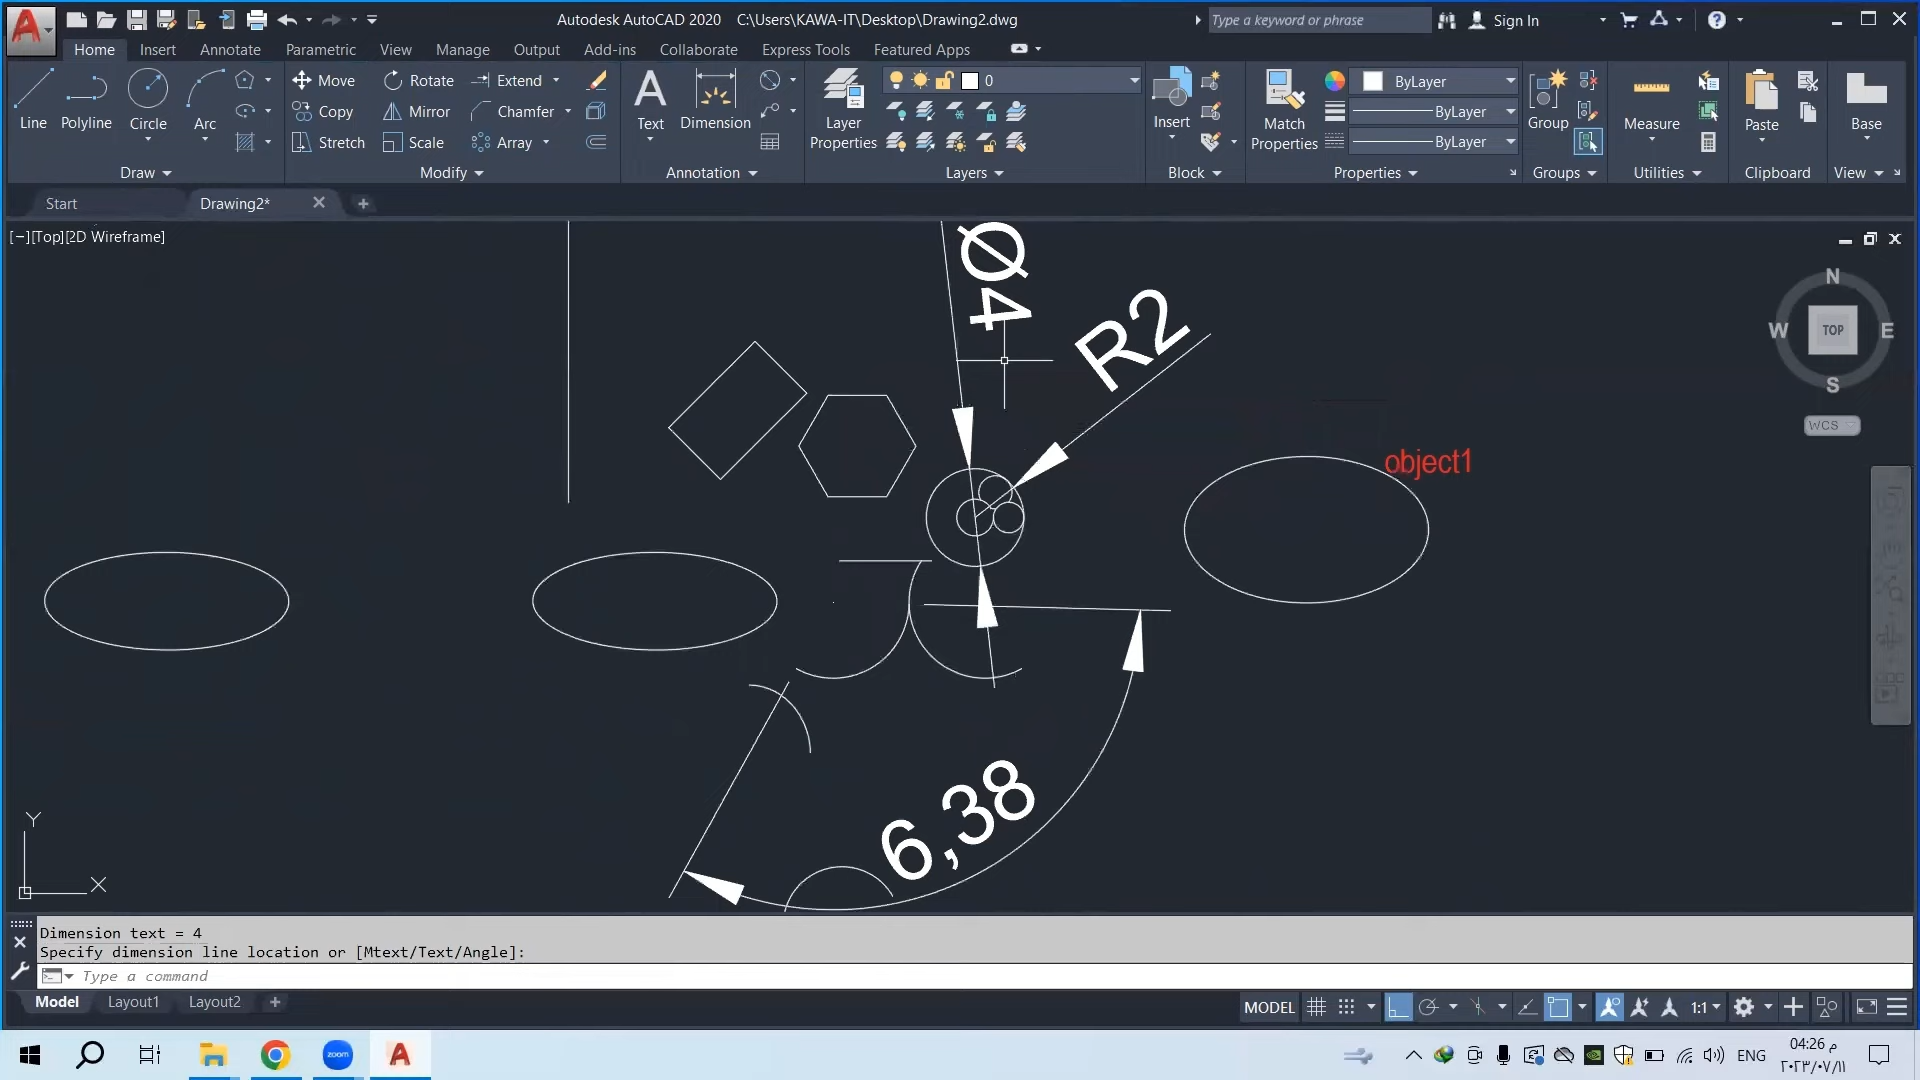 Autodesk AutoCAD 2020 C:\Users\KAWA-IT\Desktop\Drawing2.dwg
Type a keyword or phrase
Sign In
Home Insert Annotate Parametric View Manage Output Add-ins Collaborate Express Tools Featured Apps
Line Polyline Circle Arc
Move Rotate Extend
Copy Mirror Chamfer
Stretch Scale Array
Text Dimension
Layer
Properties
0
Insert
Match
Properties
ByLayer
ByLayer
ByLayer
Group
Measure
Paste
Base
Draw Modify Annotation Layers Block Properties Groups Utilities Clipboard View
Start Drawing2*
[−][Top][2D Wireframe]
N
W TOP E
S
WCS
Ø4
R2
object1
6,38
Y
X
Dimension text = 4
Specify dimension line location or [Mtext/Text/Angle]:
Type a command
Model Layout1 Layout2
MODEL 1:1
zoom
ENG
04:26 م
٢٠٢٣/٠٧/١١